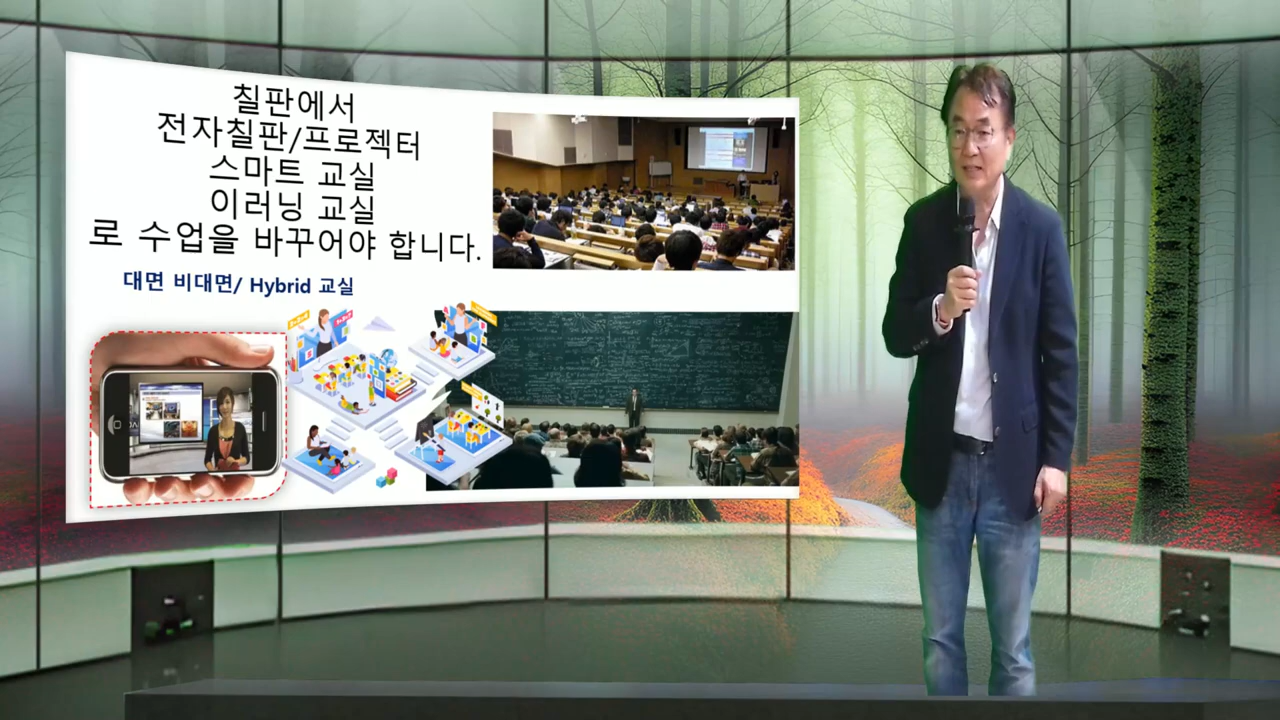 칠판에서
전자칠판/프로젝터
스마트 교실
이러닝 교실
로 수업을 바꾸어야 합니다.
대면 비대면/ Hybrid 교실